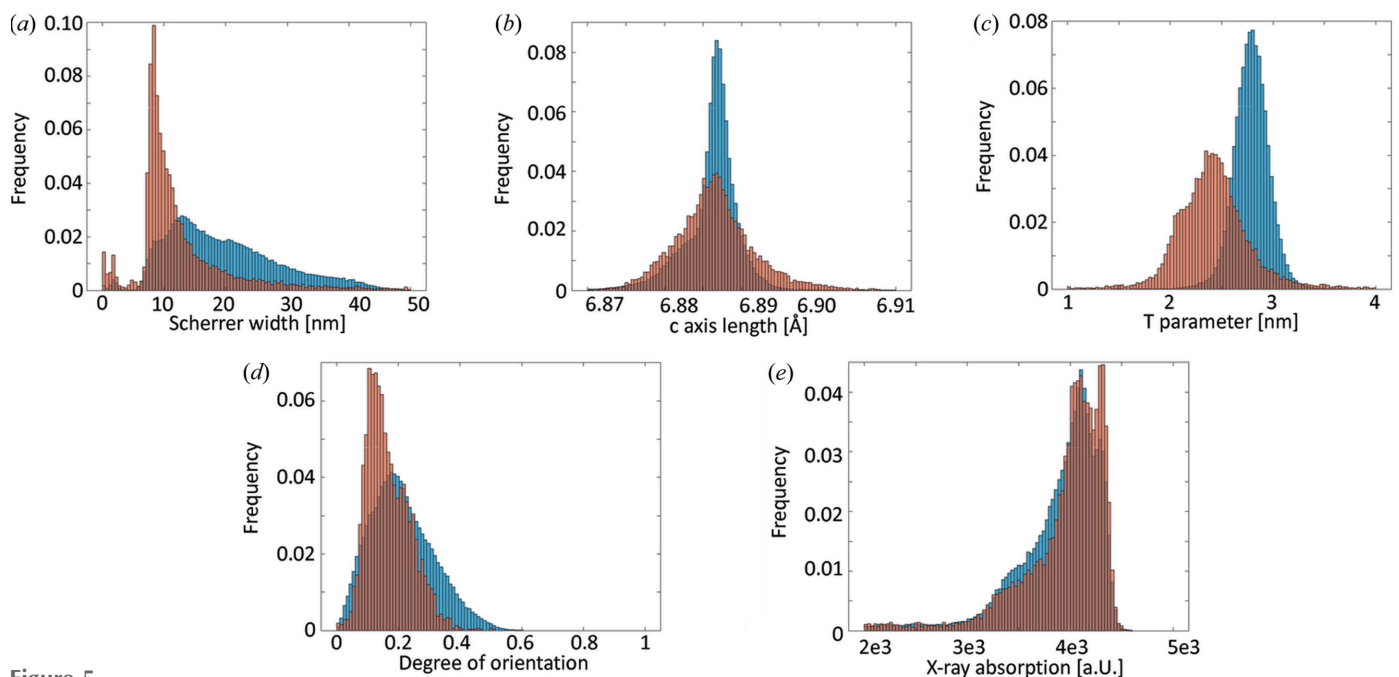 (a)
0.10
0.08
0.06
0.04
0.02
0
Frequency
0 10 20 30 40 50
Scherrer width [nm]
(b)
0.08
0.06
0.04
0.02
0
Frequency
6.87 6.88 6.89 6.90 6.91
c axis length [Å]
(c)
0.08
0.06
0.04
0.02
0
Frequency
1 2 3 4
T parameter [nm]
(d)
0.06
0.04
0.02
0
Frequency
0 0.2 0.4 0.6 0.8 1
Degree of orientation
(e)
0.04
0.03
0.02
0.01
0
Frequency
2e3 3e3 4e3 5e3
X-ray absorption [a.U.]
Figure 5